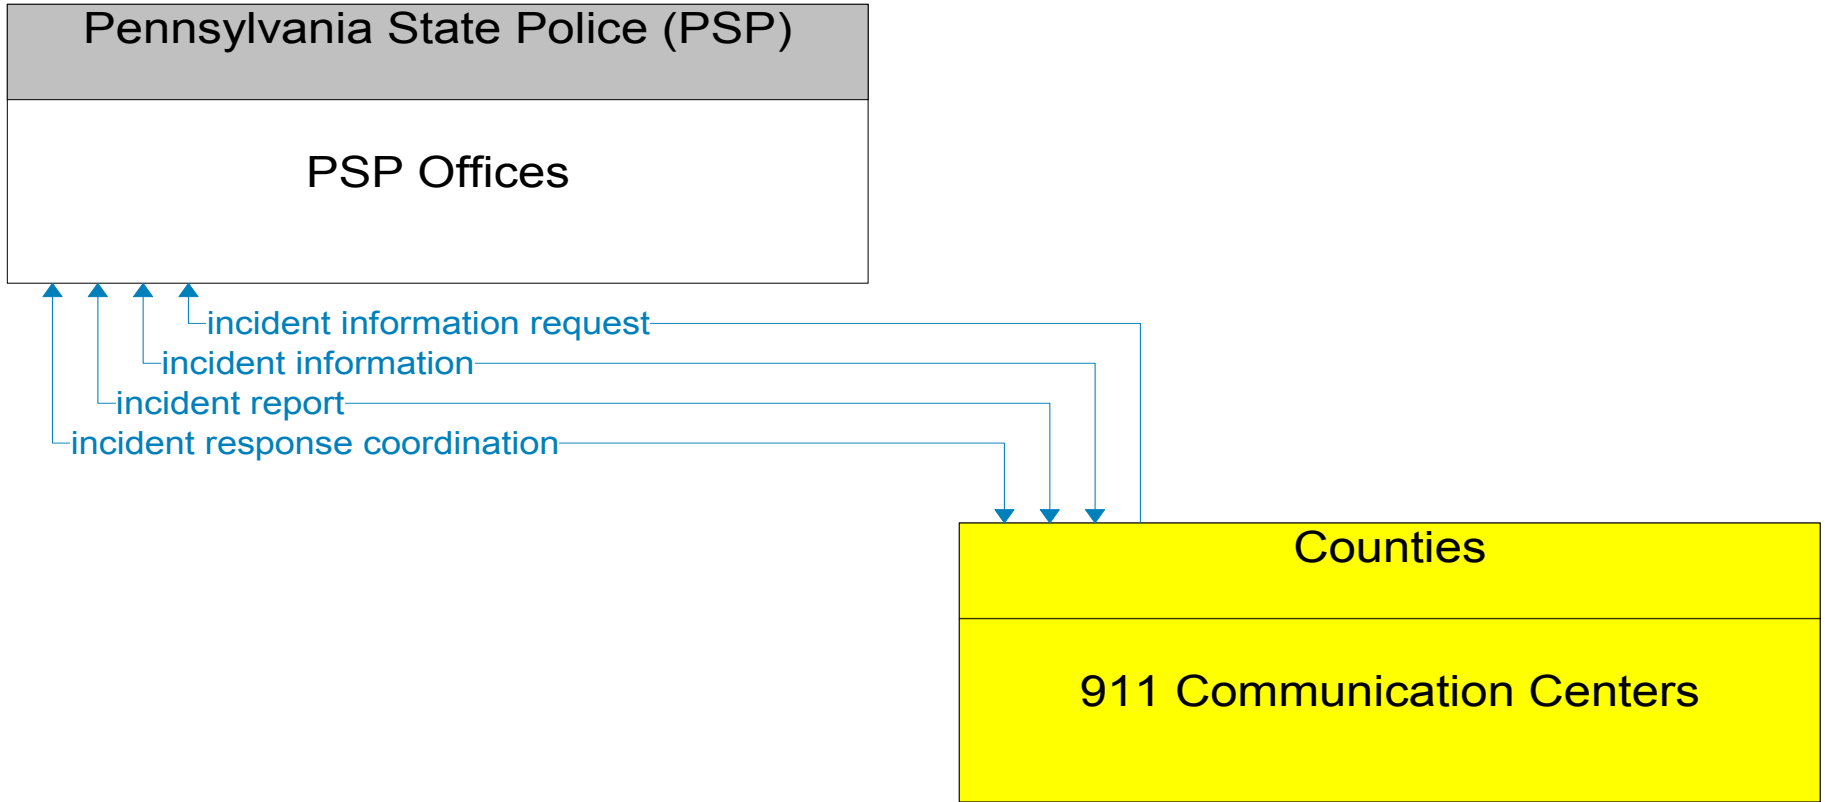 Pennsylvania State Police (PSP)
PSP Offices
incident information request
incident information
incident report
incident response coordination
Counties
911 Communication Centers